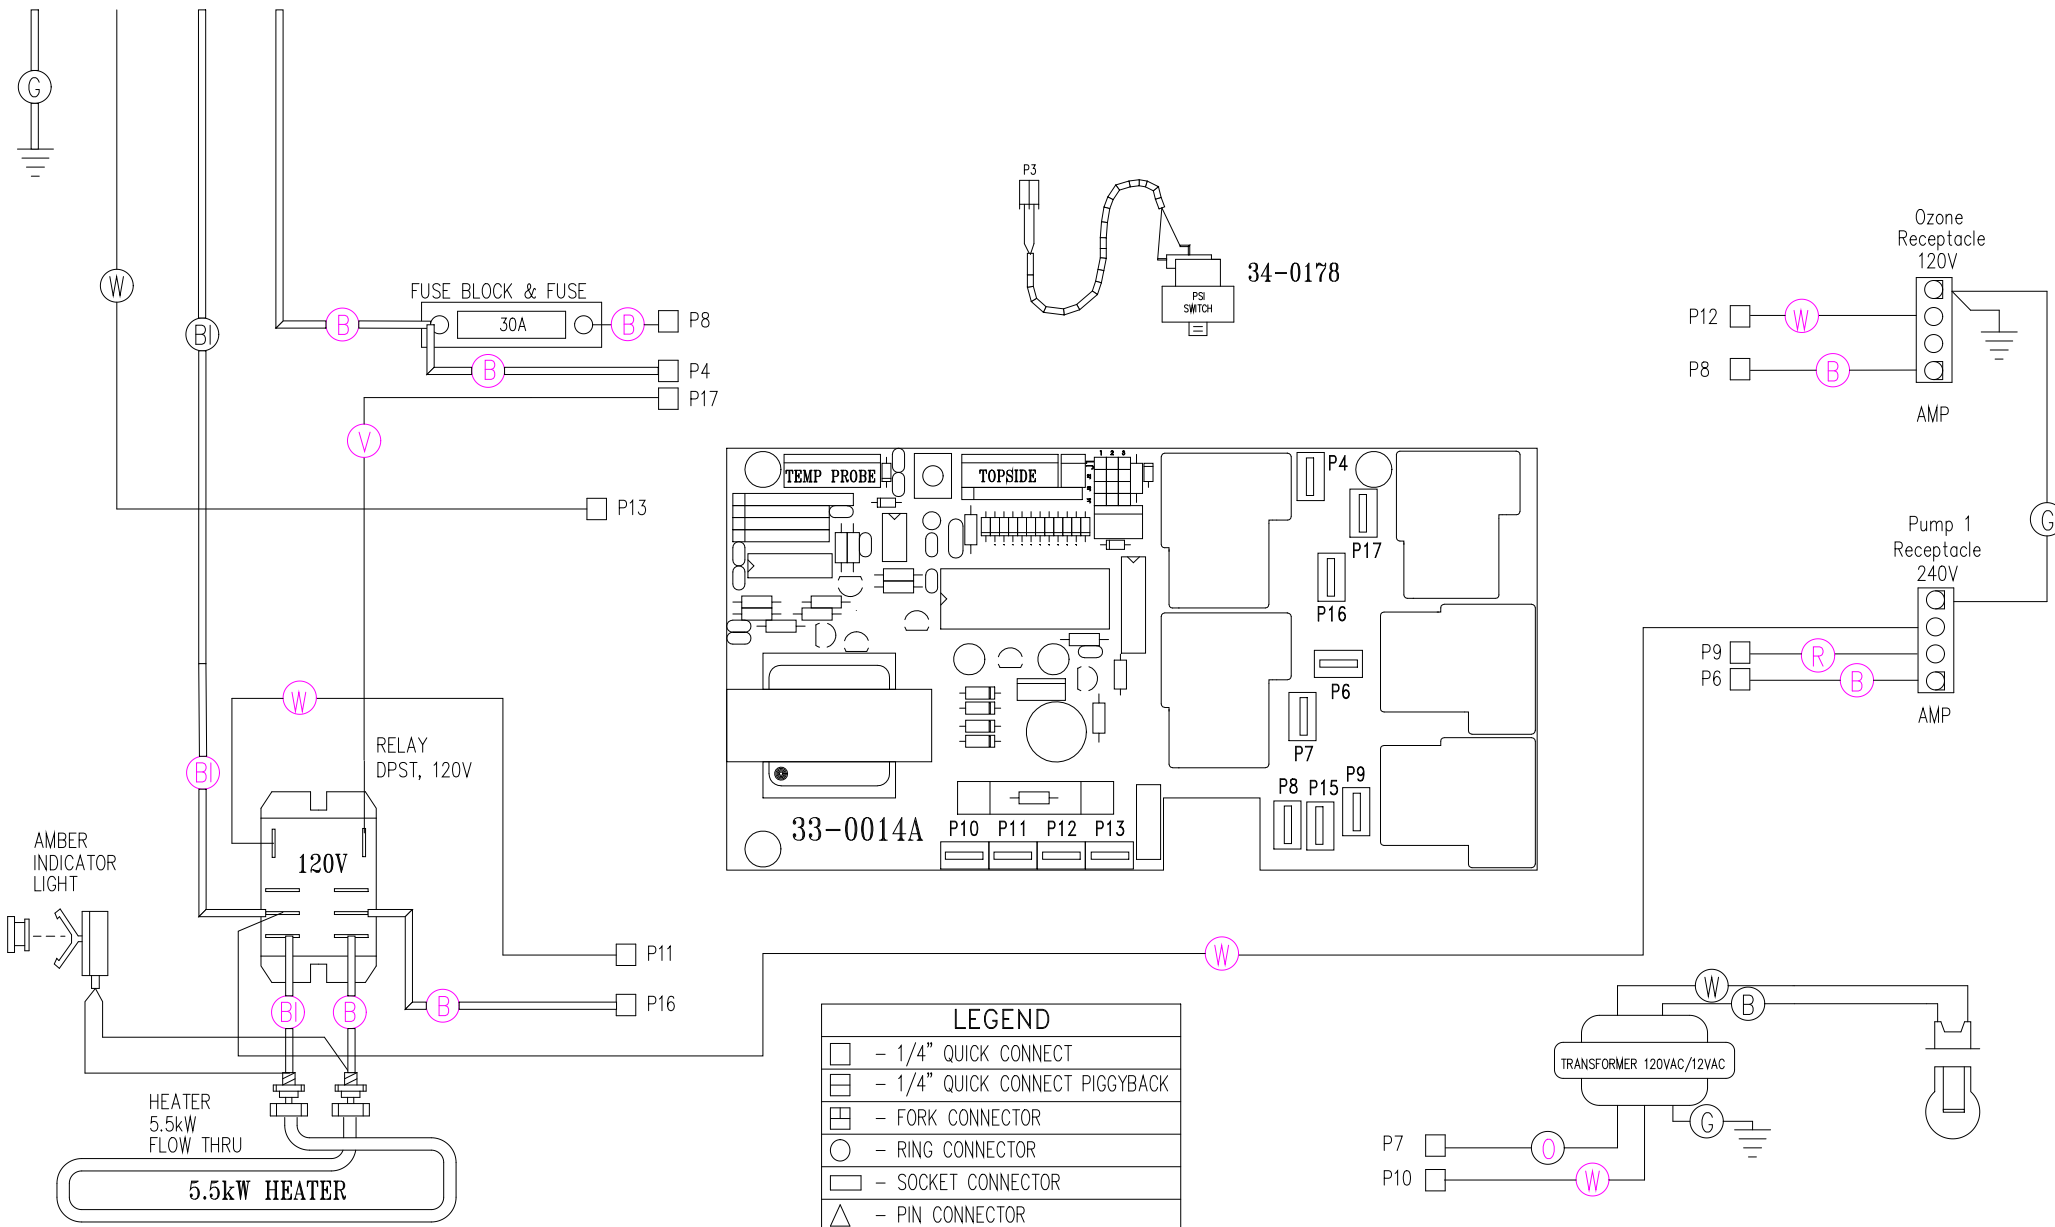 G
W
Bl
FUSE BLOCK & FUSE
B
30A
B
P8
B
P4
P17
V
P13
P3
34-0178
PSI
SWITCH
Ozone
Receptacle
120V
P12
W
P8
B
AMP
G
Pump 1
Receptacle
240V
P9
R
P6
B
AMP
TEMP PROBE
TOPSIDE
1 2 3
P4
P17
P16
P6
P7
P8
P15
P9
33-0014A
P10
P11
P12
P13
W
Bl
RELAY
DPST, 120V
120V
AMBER
INDICATOR
LIGHT
P11
P16
B
Bl
B
W
HEATER
5.5kW
FLOW THRU
5.5kW HEATER
LEGEND
- 1/4" QUICK CONNECT
- 1/4" QUICK CONNECT PIGGYBACK
- FORK CONNECTOR
- RING CONNECTOR
- SOCKET CONNECTOR
- PIN CONNECTOR
W
B
TRANSFORMER 120VAC/12VAC
G
P7
O
P10
W